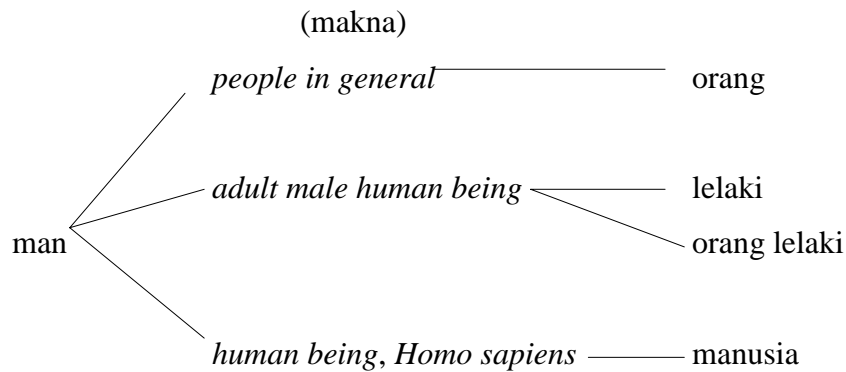 (makna)
people in general orang
adult male human being lelaki
man orang lelaki
human being, Homo sapiens manusia